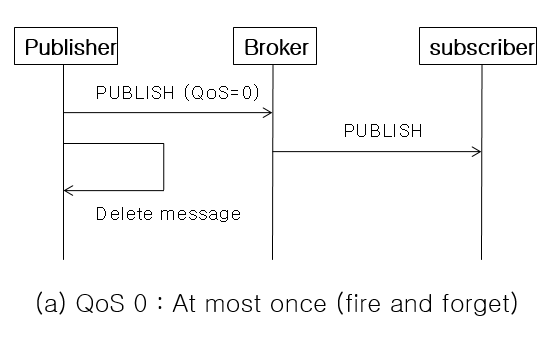 Publisher
Broker
subscriber
PUBLISH (QoS=0)
PUBLISH
Delete message
(a) QoS 0 : At most once (fire and forget)